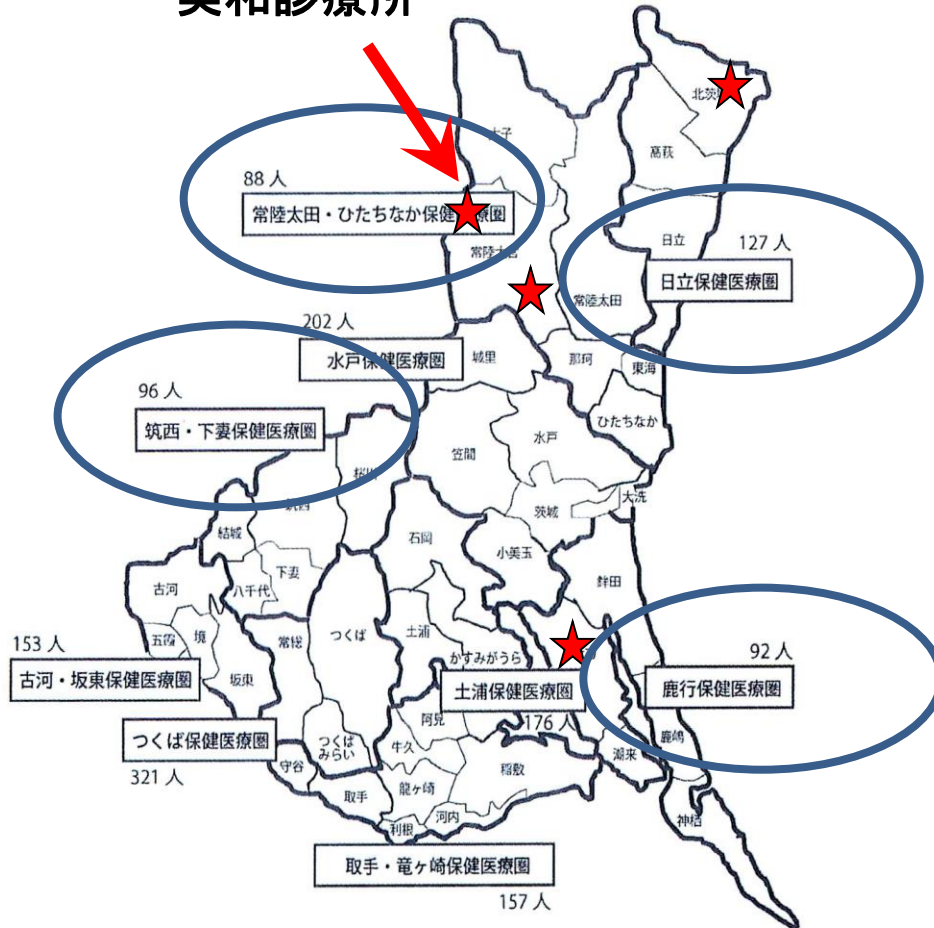 美和診療所
北茨
高萩
88 人
常陸太田・ひたちなか保健医療圏
日立
127 人
日立保健医療圏
常陸太田
202 人
水戸保健医療圏
城里
那珂
東海
96 人
筑西・下妻保健医療圏
ひたちなか
水戸
笠間
大洗
茨城
結城
石岡
小美玉
下妻
鉾田
古河
八千代
五霞
境
常総
つくば
土浦
かすみがうら
153 人
92 人
古河・坂東保健医療圏
坂東
土浦保健医療圏
鹿行保健医療圏
176 人
阿見
つくば保健医療圏
つくば
みらい
牛久
潮来
鹿嶋
321 人
守谷
稲敷
取手
龍ヶ崎
河内
利根
神栖
取手・竜ヶ崎保健医療圏
157 人